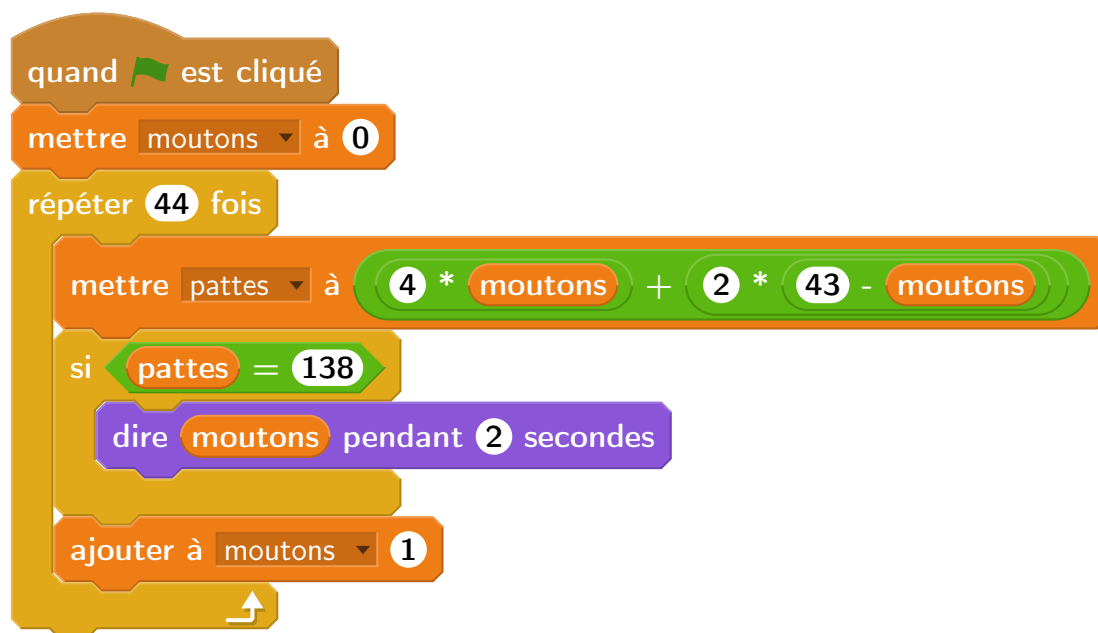 quand est cliqué
mettre moutons à 0
répéter 44 fois
mettre pattes à 4 * moutons + 2 * 43 - moutons
si pattes = 138
dire moutons pendant 2 secondes
ajouter à moutons 1